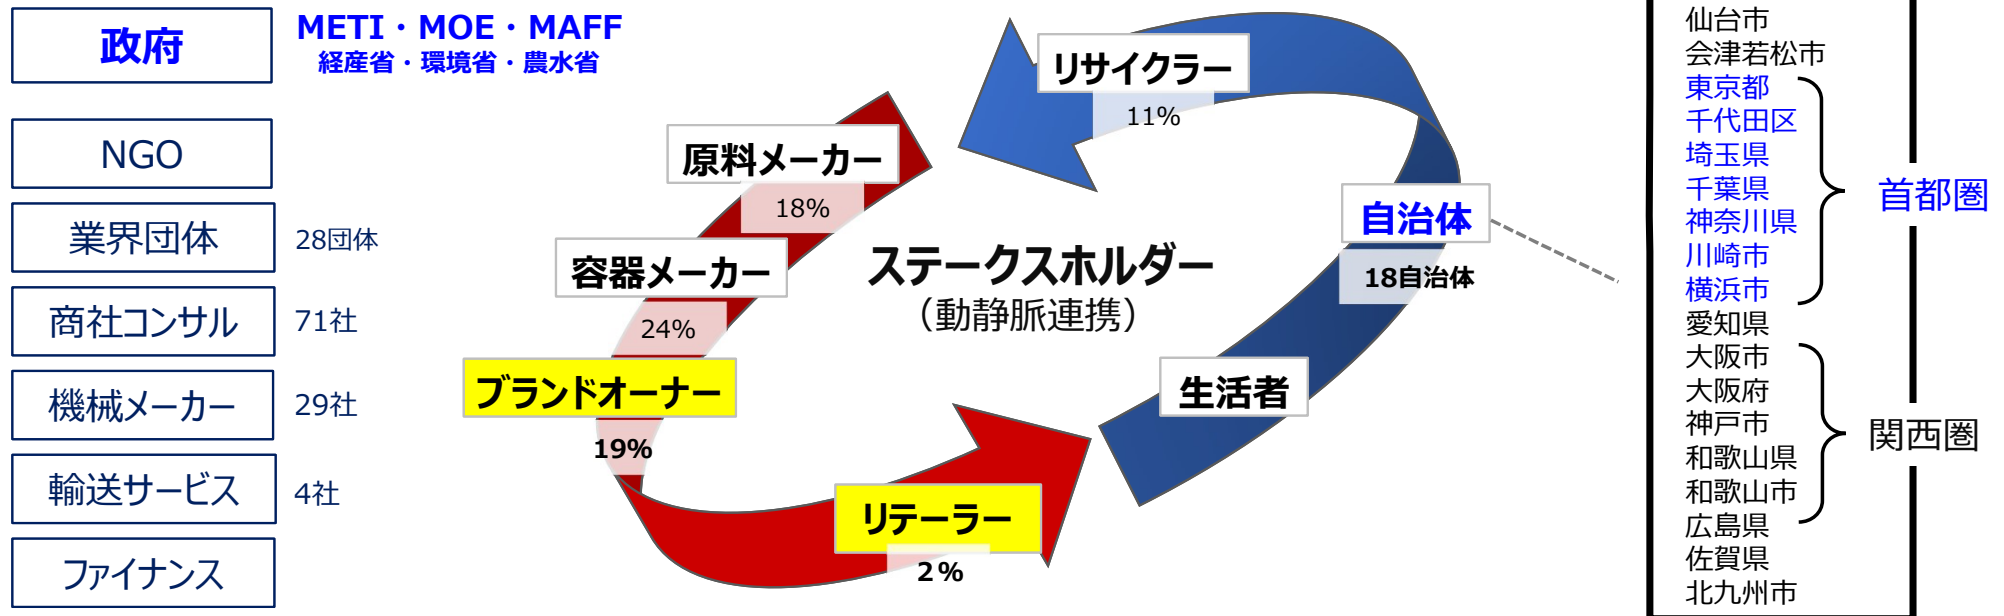 政府
METI・MOE・MAFF
経産省・環境省・農水省
NGO
業界団体
28団体
商社コンサル
71社
機械メーカー
29社
輸送サービス
4社
ファイナンス
リサイクラー
11%
原料メーカー
18%
容器メーカー
24%
ブランドオーナー
19%
リテーラー
2%
ステークスホルダー
（動静脈連携）
自治体
18自治体
生活者
仙台市
会津若松市
東京都
千代田区
埼玉県
千葉県
神奈川県
川崎市
横浜市
愛知県
大阪市
大阪府
神戸市
和歌山県
和歌山市
広島県
佐賀県
北九州市
首都圏
関西圏